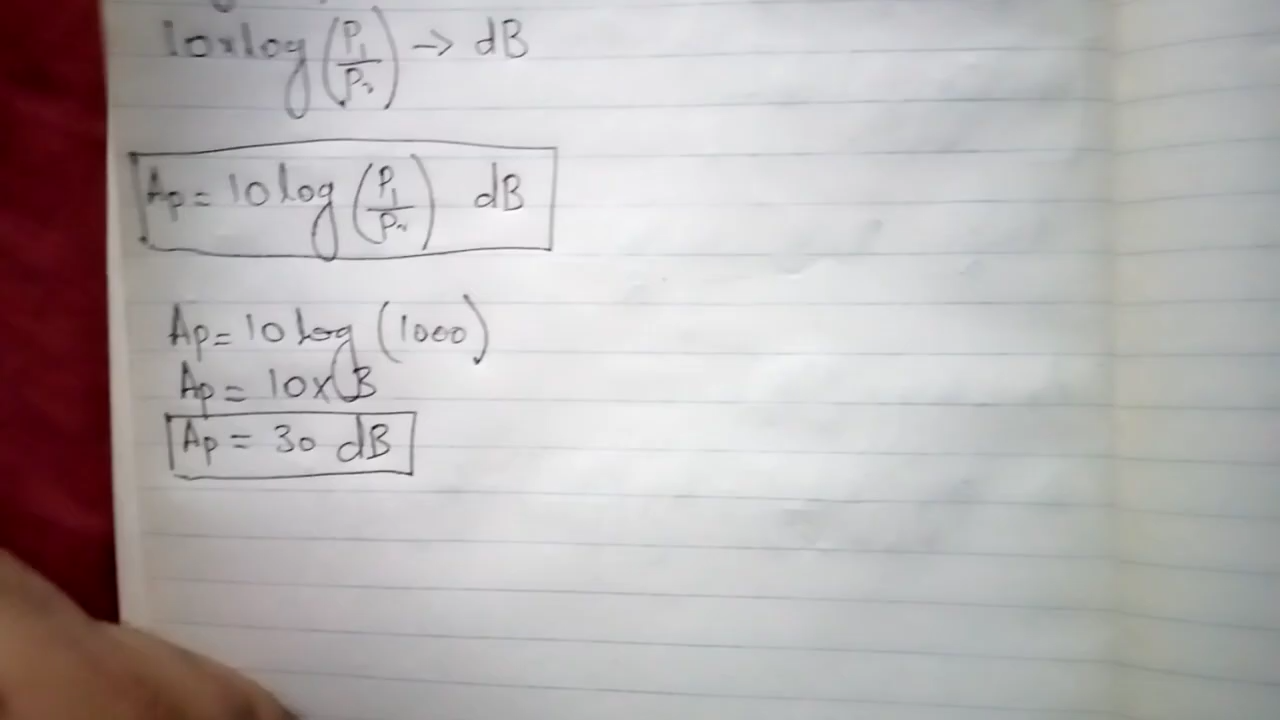 10xlog (P₁/P₂) → dB
Ap = 10 log (P₁/P₂) dB
Ap = 10 log (1000)
Ap = 10 x 3
Ap = 30 dB